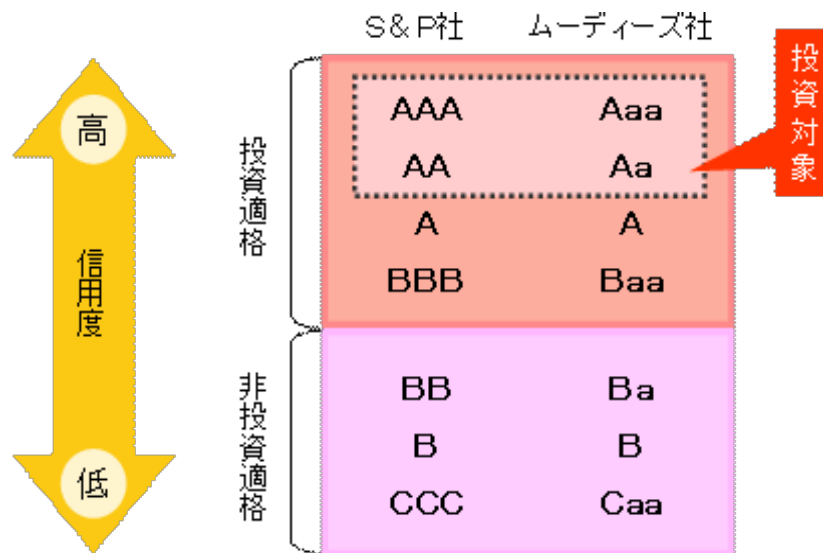 S&P社 ムーディーズ社
投資対象
高
信用度
低
投資適格
AAA Aaa
AA Aa
A A
BBB Baa
非投資適格
BB Ba
B B
CCC Caa